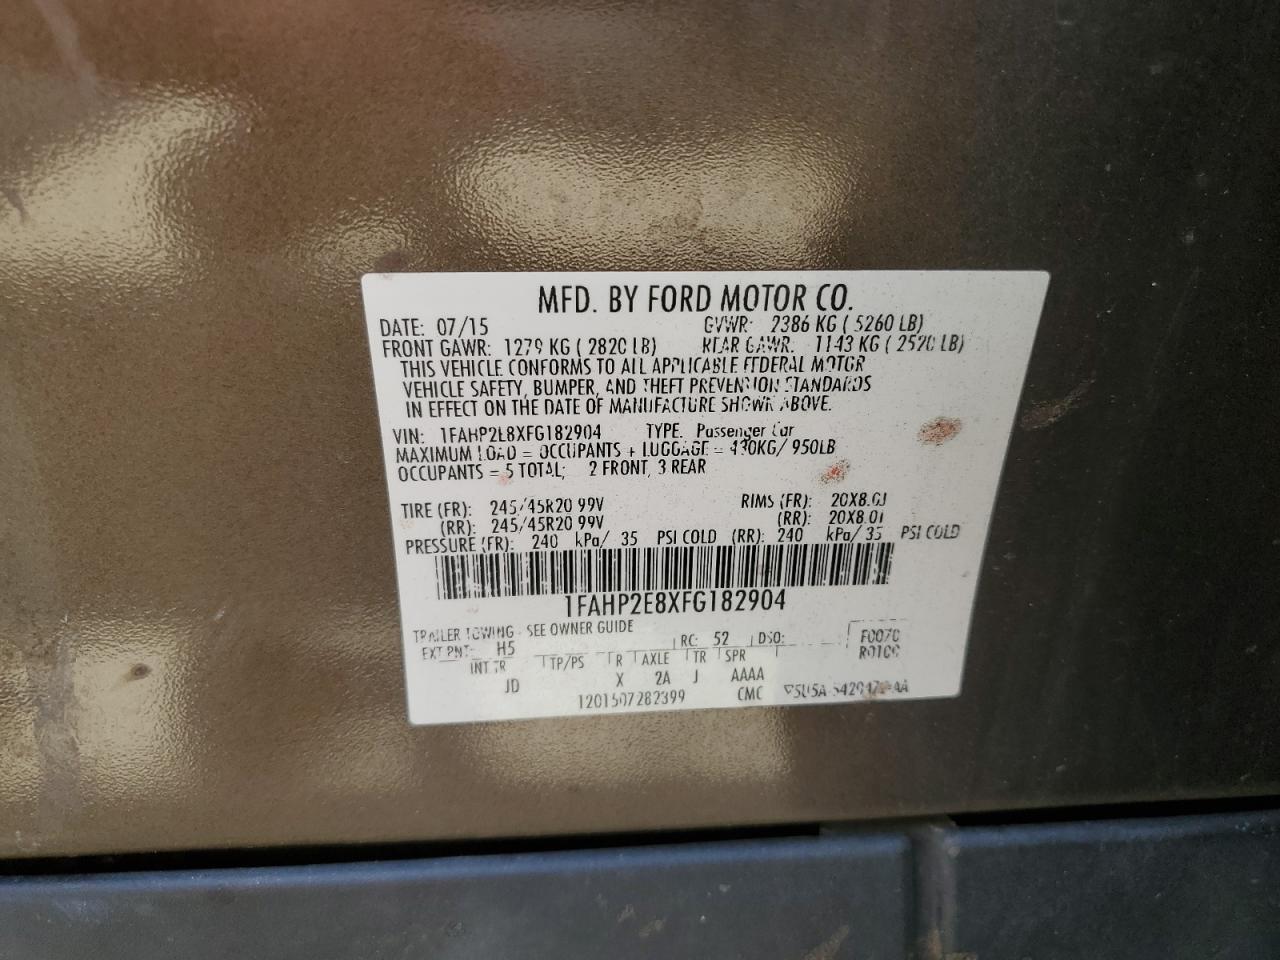 MFD. BY FORD MOTOR CO.
DATE: 07/15 GVWR: 2386 KG ( 5260 LB)
FRONT GAWR: 1279 KG ( 2820 LB) REAR GAWR: 1143 KG ( 2520 LB)
THIS VEHICLE CONFORMS TO ALL APPLICABLE FEDERAL MOTOR
VEHICLE SAFETY, BUMPER, AND THEFT PREVENTION STANDARDS
IN EFFECT ON THE DATE OF MANUFACTURE SHOWN ABOVE.
VIN: 1FAHP2E8XFG182904 TYPE: Passenger Car
MAXIMUM LOAD = OCCUPANTS + LUGGAGE = 430KG/ 950LB
OCCUPANTS = 5 TOTAL; 2 FRONT, 3 REAR
TIRE (FR): 245/45R20 99V RIMS (FR): 20X8.0J
(RR): 245/45R20 99V (RR): 20X8.0J
PRESSURE (FR): 240 kPa/ 35 PSI COLD (RR): 240 kPa/ 35 PSI COLD
1FAHP2E8XFG182904
TRAILER TOWING - SEE OWNER GUIDE
EXT PNT: H5 RC: 52 DSO: F0070
R0109
INT TR TP/PS R AXLE TR SPR
JD X 2A J AAAA
1201507282399 CMC